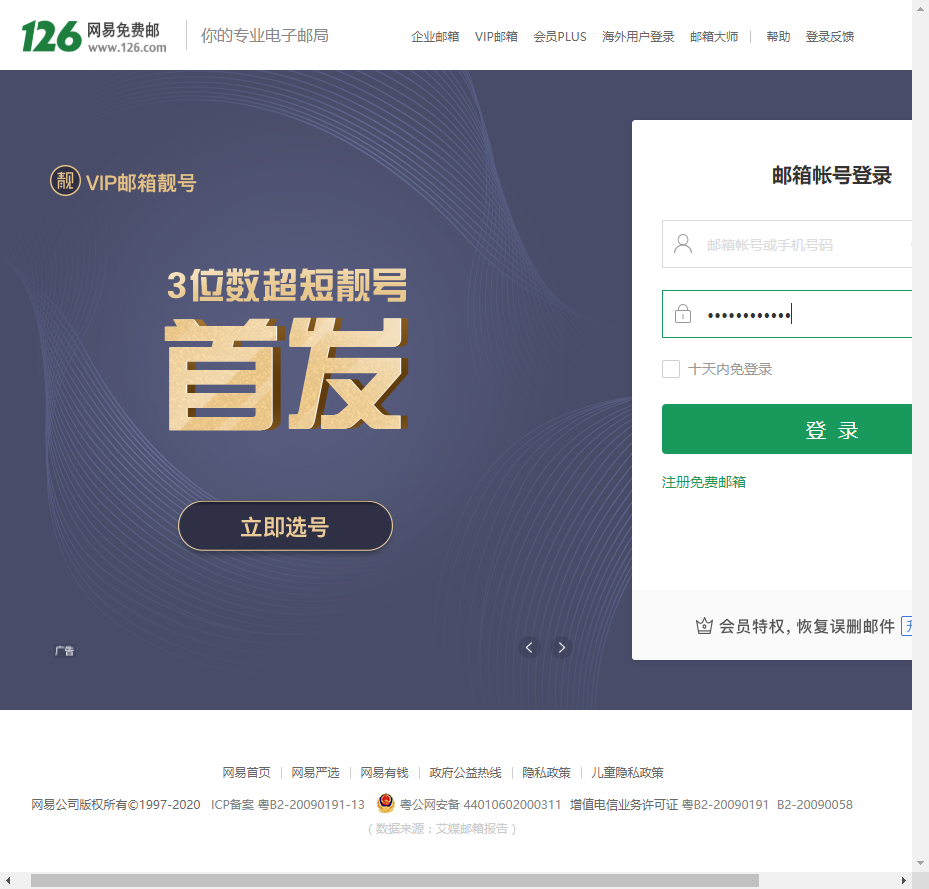 126 网易免费邮
www.126.com
你的专业电子邮局
企业邮箱 VIP邮箱 会员PLUS 海外用户登录 邮箱大师 | 帮助 登录反馈
靓 VIP邮箱靓号
3位数超短靓号
首发
立即选号
广告
邮箱帐号登录
邮箱帐号或手机号码
••••••••••••
十天内免登录
登 录
注册免费邮箱
会员特权, 恢复误删邮件
网易首页 | 网易严选 | 网易有钱 | 政府公益热线 | 隐私政策 | 儿童隐私政策
网易公司版权所有©1997-2020 ICP备案 粤B2-20090191-13 粤公网安备 44010602000311 增值电信业务许可证 粤B2-20090191 B2-20090058
( 数据来源：艾媒邮箱报告 )